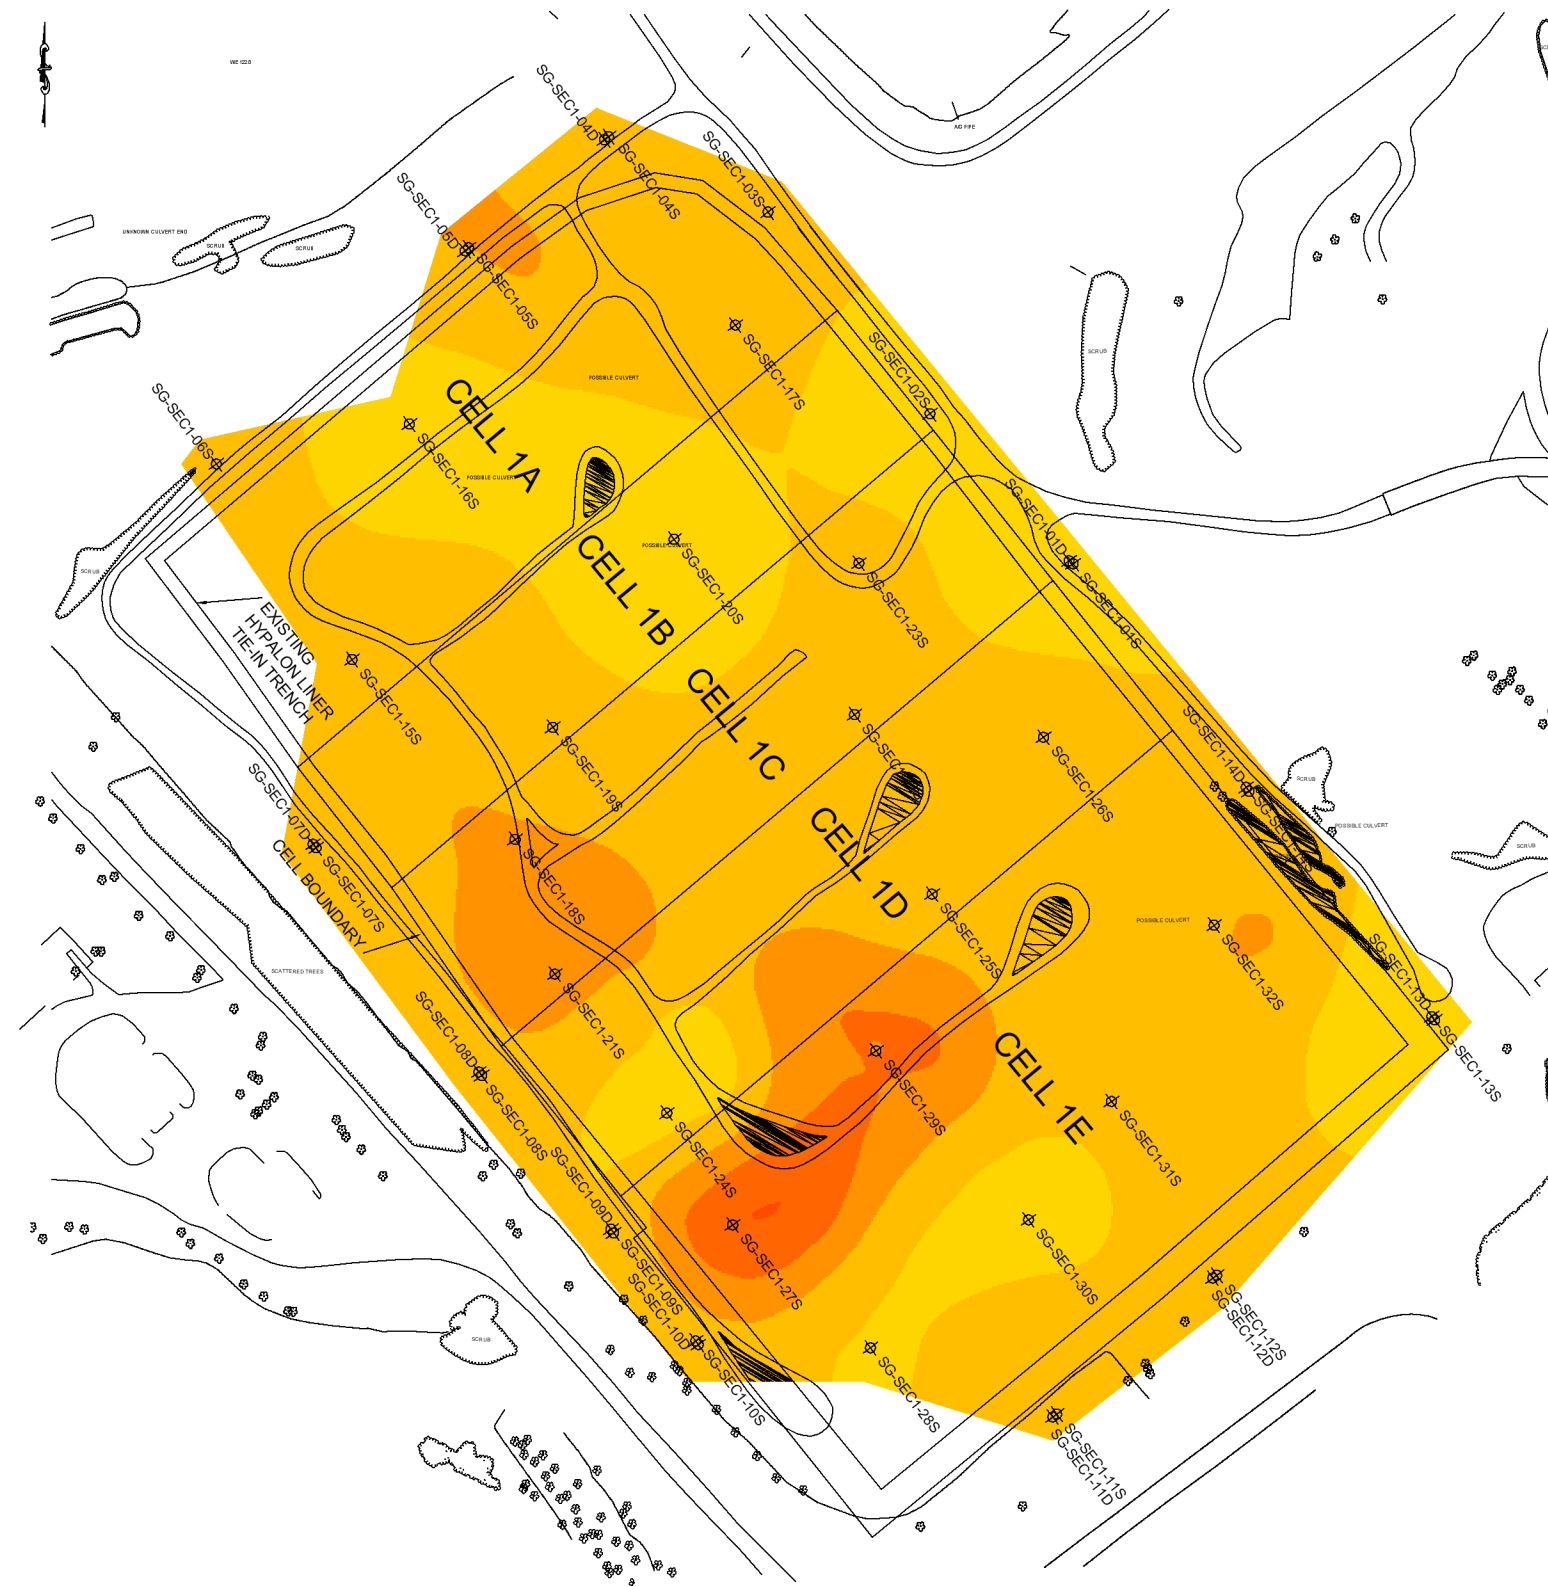 WE 1228
A/G PIPE
SCRUB
UNKNOWN CULVERT END
SCRUB
SCRUB
SG-SEC1-04D
SG-SEC1-04S
SG-SEC1-03S
SG-SEC1-05D
SG-SEC1-05S
SG-SEC1-17S
SG-SEC1-02S
SG-SEC1-06S
CELL 1A
POSSIBLE CULVERT
SG-SEC1-16S
POSSIBLE CULVERT
POSSIBLE CULVERT
SG-SEC1-01D
SG-SEC1-01S
SCRUB
CELL 1B
SG-SEC1-20S
SG-SEC1-23S
EXISTING
HYPALON LINER
TIE-IN TRENCH
SG-SEC1-15S
CELL 1C
SG-SEC1-19S
SG-SEC1-26S
SG-SEC1-14D
SCRUB
POSSIBLE CULVERT
SCRUB
SG-SEC1-07D
SG-SEC1-07S
CELL BOUNDARY
SG-SEC1-18S
CELL 1D
SG-SEC1-25S
POSSIBLE CULVERT
SG-SEC1-32S
SG-SEC1-13D
SG-SEC1-13S
SCATTERED TREES
SG-SEC1-21S
SG-SEC1-08D
SG-SEC1-08S
SG-SEC1-29S
CELL 1E
SG-SEC1-31S
SG-SEC1-24S
SG-SEC1-09D
SG-SEC1-09S
SG-SEC1-27S
SG-SEC1-30S
SG-SEC1-12S
SG-SEC1-12D
SG-SEC1-10D
SG-SEC1-10S
SG-SEC1-28S
SG-SEC1-11S
SG-SEC1-11D
SCRUB
SCRUB